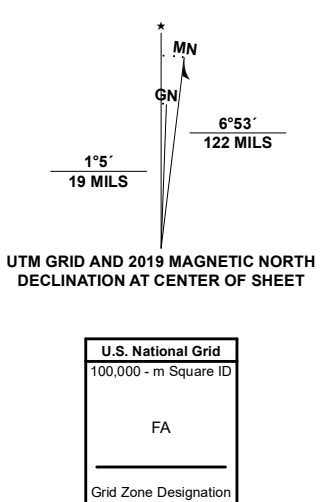 MN
GN
6°53´
122 MILS
1°5´
19 MILS
UTM GRID AND 2019 MAGNETIC NORTH
DECLINATION AT CENTER OF SHEET
U.S. National Grid
100,000 - m Square ID
FA
Grid Zone Designation